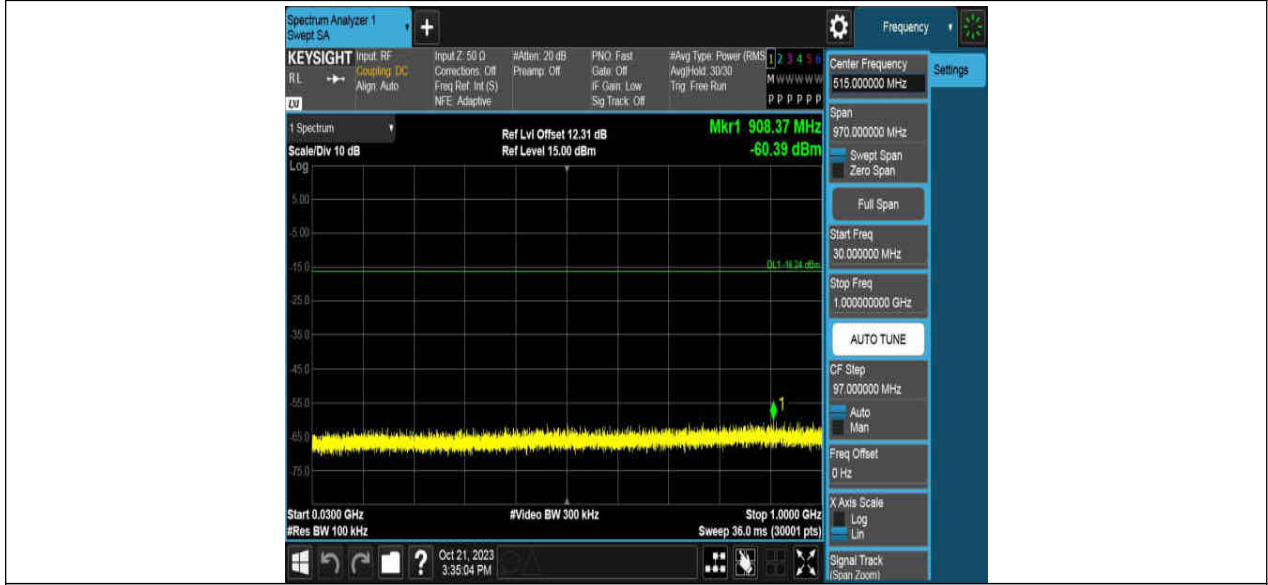 Spectrum Analyzer 1
Swept SA
+
Frequency
KEYSIGHT
RL
LV
Input: RF
Coupling: DC
Align: Auto
Input Z: 50 Ω
Corrections: Off
Freq Ref: Int (S)
NFE: Adaptive
#Atten: 20 dB
Preamp: Off
PNO: Fast
Gate: Off
IF Gain: Low
Sig Track: Off
#Avg Type: Power (RMS
Avg|Hold: 30/30
Trig: Free Run
1 2 3 4 5 6
M W W W W W
P P P P P P
1 Spectrum
Scale/Div 10 dB
Ref Lvl Offset 12.31 dB
Ref Level 15.00 dBm
Mkr1 908.37 MHz
-60.39 dBm
Log
5.00
-5.00
-15.0
DL1 -16.24 dBm
-25.0
-35.0
-45.0
-55.0
1
-65.0
-75.0
Start 0.0300 GHz
#Video BW 300 kHz
Stop 1.0000 GHz
#Res BW 100 kHz
Sweep 36.0 ms (30001 pts)
?
Oct 21, 2023
3:35:04 PM
Center Frequency
515.000000 MHz
Settings
Span
970.000000 MHz
Swept Span
Zero Span
Full Span
Start Freq
30.000000 MHz
Stop Freq
1.000000000 GHz
AUTO TUNE
CF Step
97.000000 MHz
Auto
Man
Freq Offset
0 Hz
X Axis Scale
Log
Lin
Signal Track
(Span Zoom)